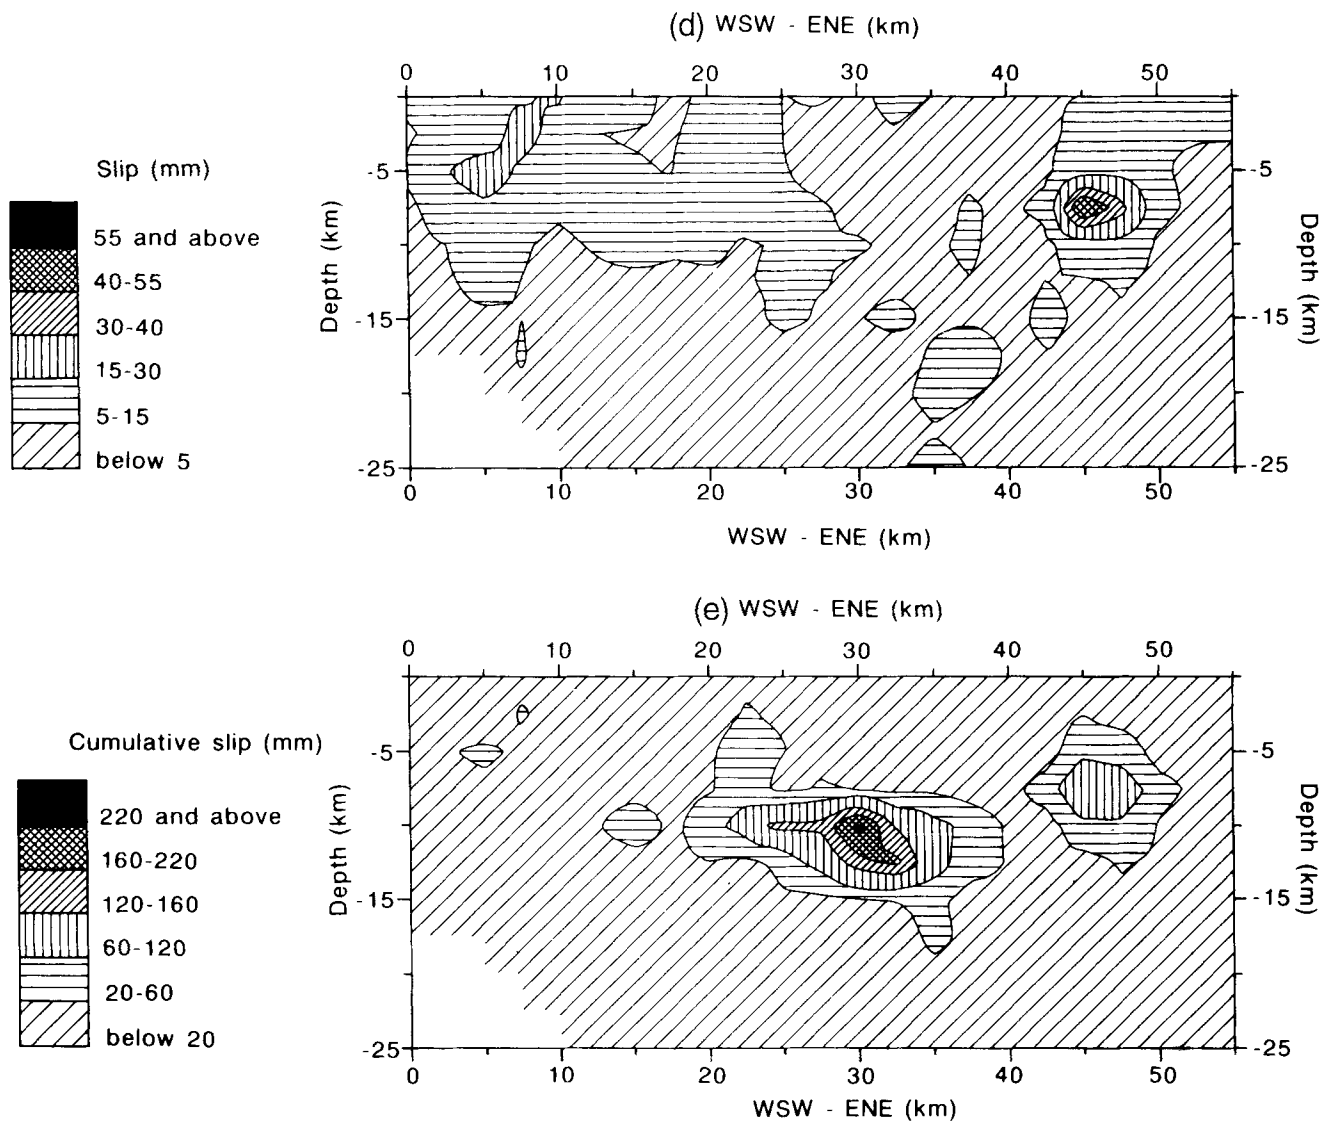 (d) WSW - ENE (km)
0 10 20 30 40 50
Slip (mm)
55 and above
40-55
30-40
15-30
5-15
below 5
Depth (km)
-5
-15
-25
-5
-15
-25
Depth (km)
0 10 20 30 40 50
WSW - ENE (km)
(e) WSW - ENE (km)
0 10 20 30 40 50
Cumulative slip (mm)
220 and above
160-220
120-160
60-120
20-60
below 20
Depth (km)
-5
-15
-25
-5
-15
-25
Depth (km)
0 10 20 30 40 50
WSW - ENE (km)